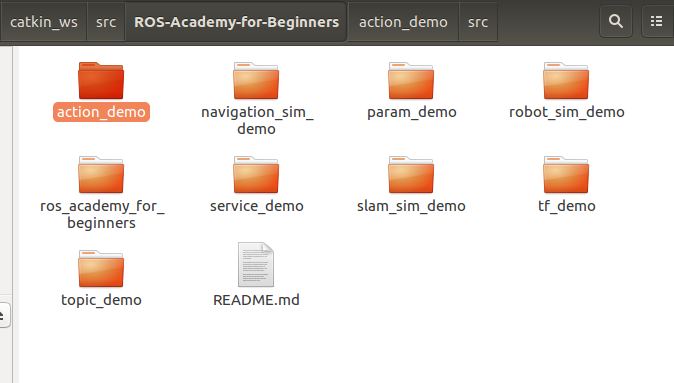 catkin_ws src ROS-Academy-for-Beginners action_demo src
action_demo
navigation_sim_
demo
param_demo
robot_sim_demo
ros_academy_for_
beginners
service_demo
slam_sim_demo
tf_demo
topic_demo
README.md